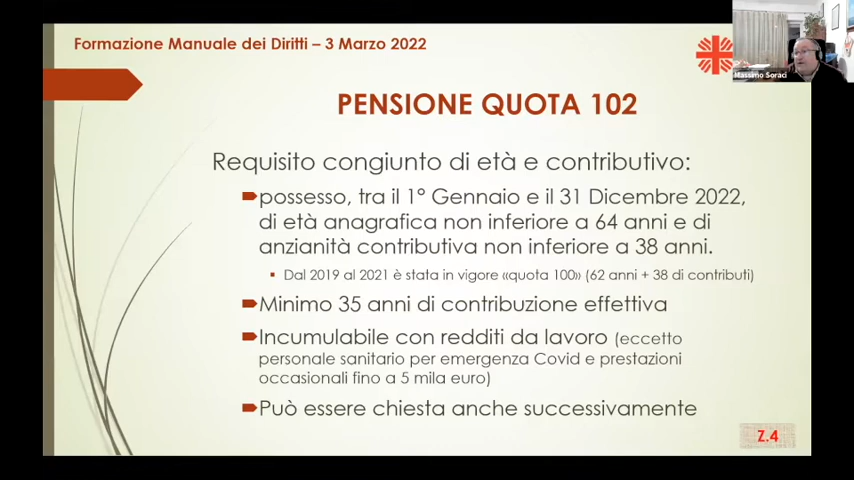 Formazione Manuale dei Diritti – 3 Marzo 2022
Massimo Soraci
PENSIONE QUOTA 102
Requisito congiunto di età e contributivo:
possesso, tra il 1° Gennaio e il 31 Dicembre 2022,
di età anagrafica non inferiore a 64 anni e di
anzianità contributiva non inferiore a 38 anni.
Dal 2019 al 2021 è stata in vigore «quota 100» (62 anni + 38 di contributi)
Minimo 35 anni di contribuzione effettiva
Incumulabile con redditi da lavoro (eccetto
personale sanitario per emergenza Covid e prestazioni
occasionali fino a 5 mila euro)
Può essere chiesta anche successivamente
Z.4